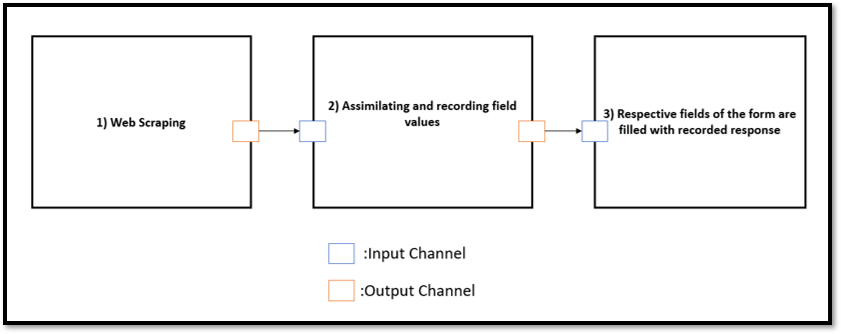 1) Web Scraping
2) Assimilating and recording field
values
3) Respective fields of the form are
filled with recorded response
:Input Channel
:Output Channel